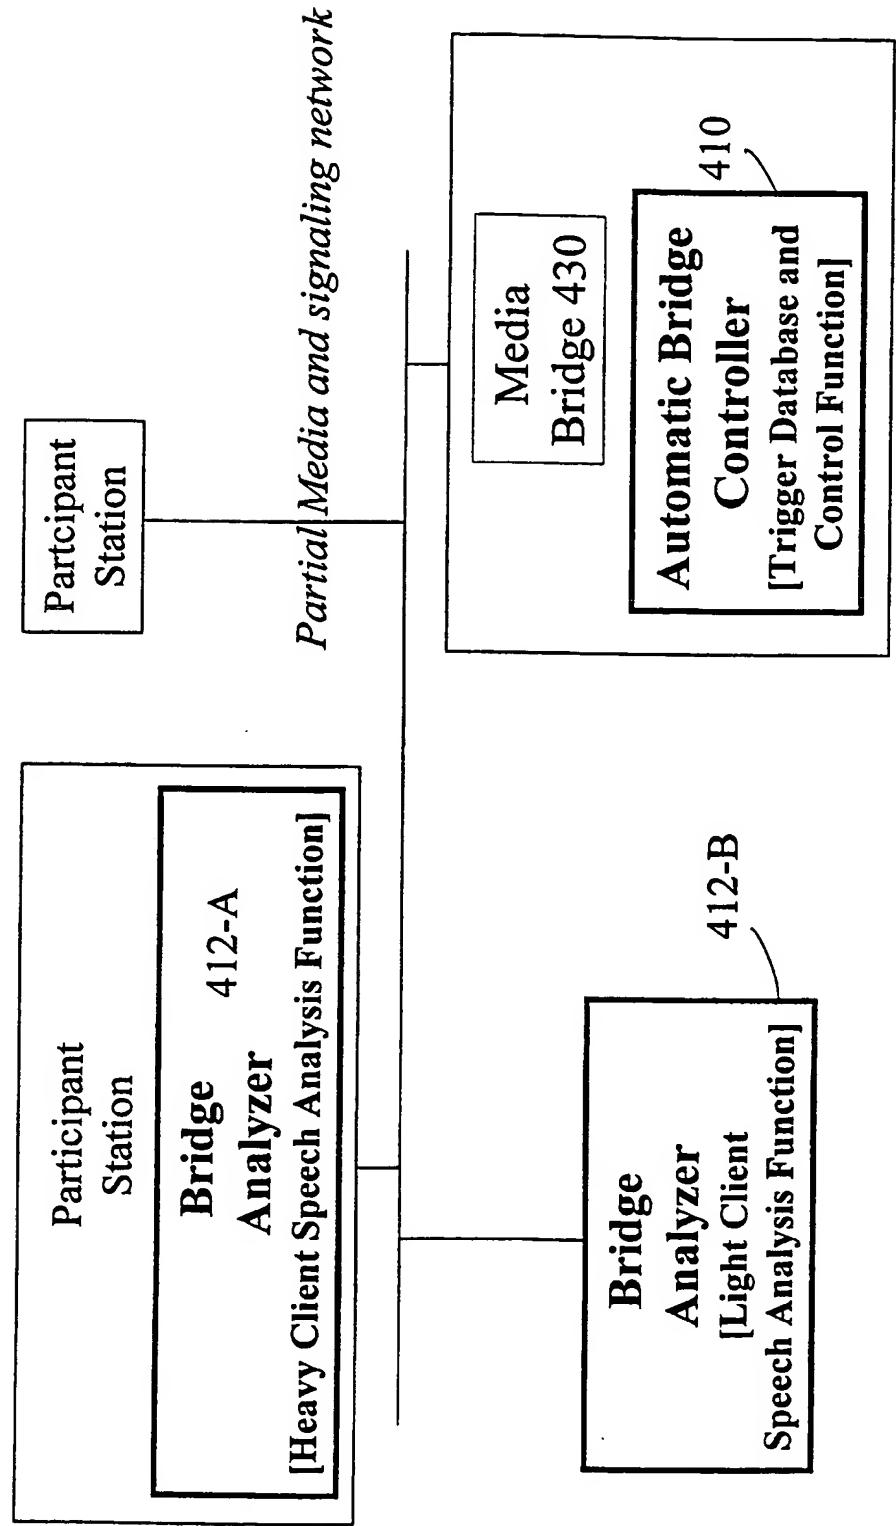 Participant
Station
Bridge
Analyzer
412-A
[Heavy Client Speech Analysis Function]
Partcipant
Station
Partial Media and signaling network
Bridge
Analyzer
[Light Client
Speech Analysis Function]
412-B
Media
Bridge 430
Automatic Bridge
Controller
[Trigger Database and
Control Function]
410